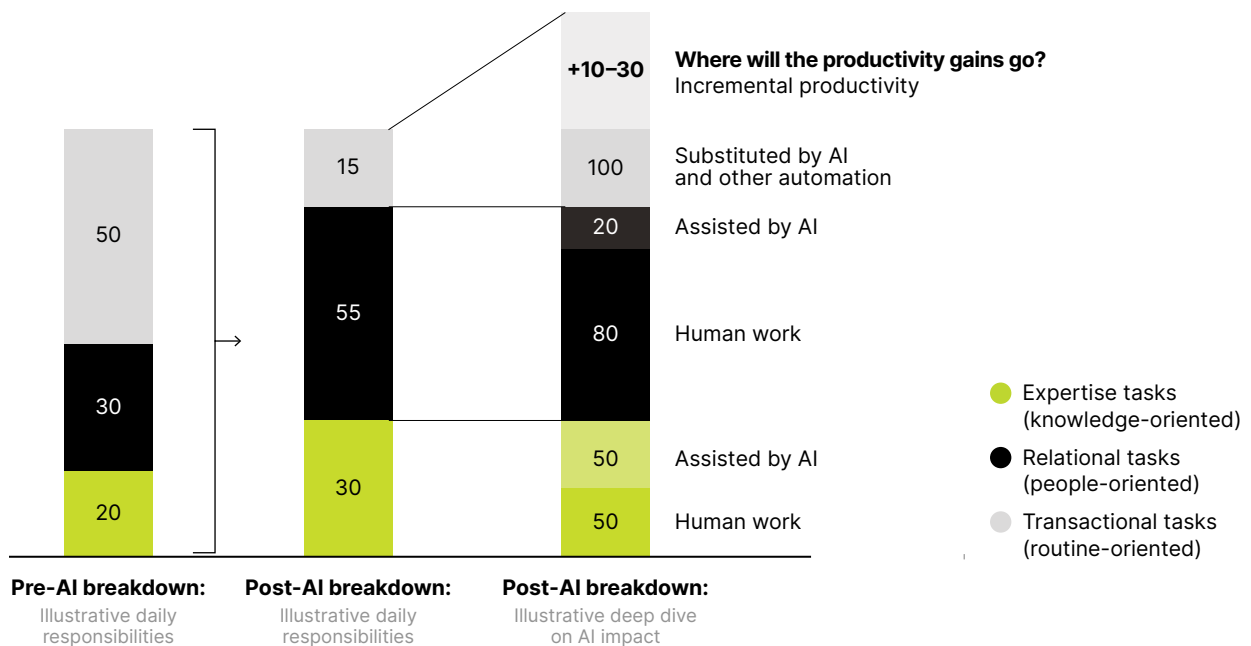 50
30
20
Pre-AI breakdown:
Illustrative daily
responsibilities
15
55
30
Post-AI breakdown:
Illustrative daily
responsibilities
+10–30
100
20
80
50
50
Post-AI breakdown:
Illustrative deep dive
on AI impact
Where will the productivity gains go?
Incremental productivity
Substituted by AI
and other automation
Assisted by AI
Human work
Assisted by AI
Human work
Expertise tasks
(knowledge-oriented)
Relational tasks
(people-oriented)
Transactional tasks
(routine-oriented)